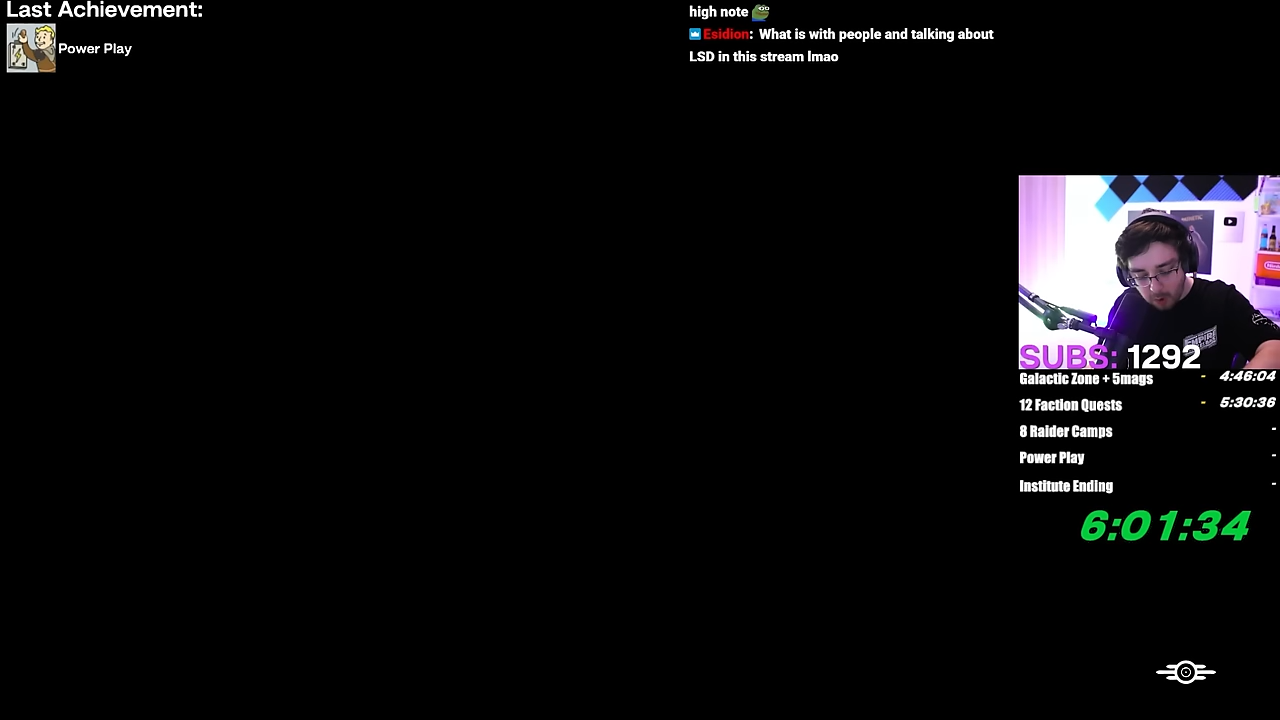 Last Achievement:
Power Play
high note
Esidion: What is with people and talking about
LSD in this stream lmao
SUBS: 1292
Galactic Zone + 5mags - 4:46:04
12 Faction Quests - 5:30:36
8 Raider Camps -
Power Play -
Institute Ending -
6:01:34